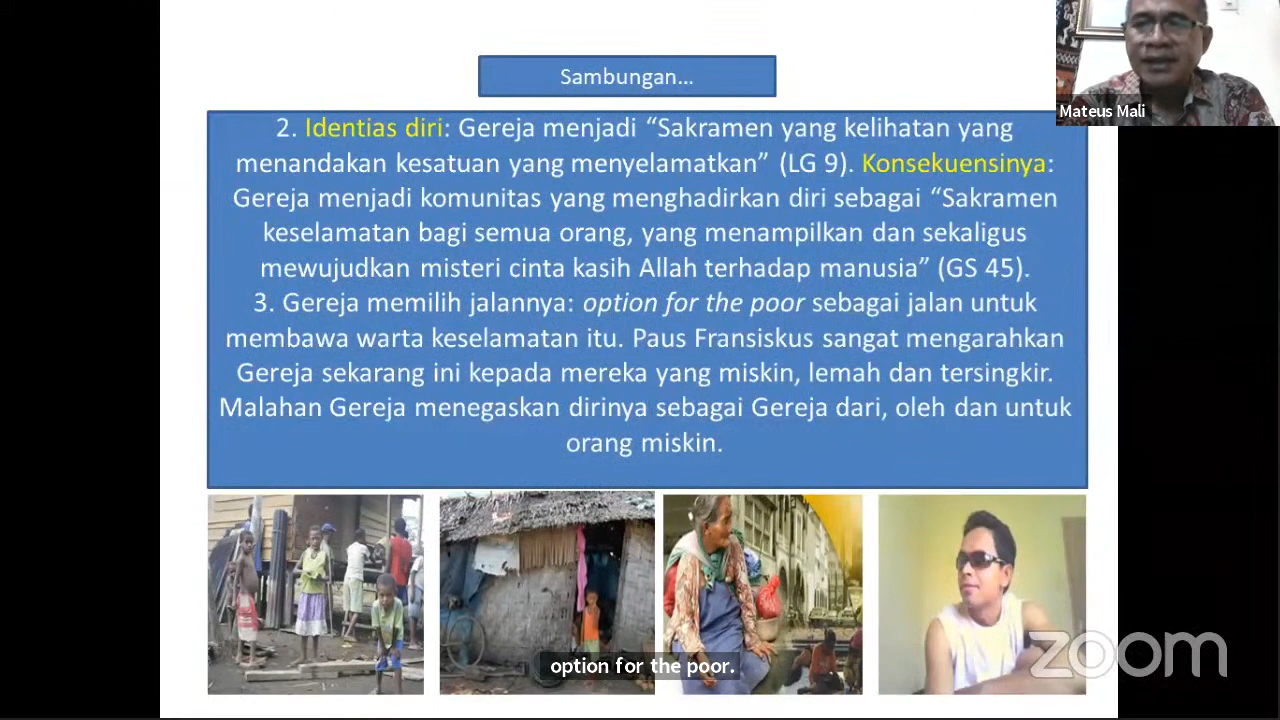 Sambungan...
Mateus Mali
2. Identias diri: Gereja menjadi “Sakramen yang kelihatan yang
menandakan kesatuan yang menyelamatkan” (LG 9). Konsekuensinya:
Gereja menjadi komunitas yang menghadirkan diri sebagai “Sakramen
keselamatan bagi semua orang, yang menampilkan dan sekaligus
mewujudkan misteri cinta kasih Allah terhadap manusia” (GS 45).
3. Gereja memilih jalannya: option for the poor sebagai jalan untuk
membawa warta keselamatan itu. Paus Fransiskus sangat mengarahkan
Gereja sekarang ini kepada mereka yang miskin, lemah dan tersingkir.
Malahan Gereja menegaskan dirinya sebagai Gereja dari, oleh dan untuk
orang miskin.
option for the poor.
zoom